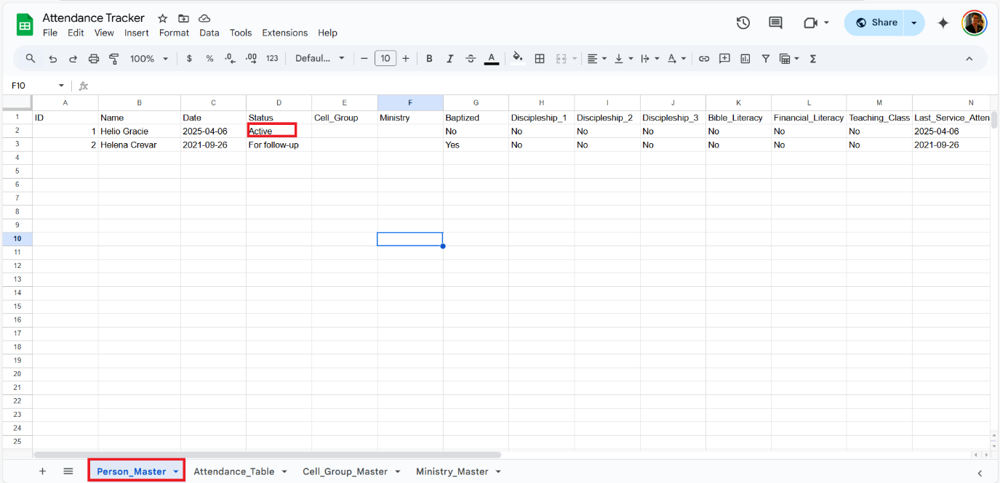 Attendance Tracker
File Edit View Insert Format Data Tools Extensions Help
Share
100% $ % .0 .00 123 Defaul... 10 B I A
F10 fx
A B C D E F G H I J K L M N
1 ID Name Date Status Cell_Group Ministry Baptized Discipleship_1 Discipleship_2 Discipleship_3 Bible_Literacy Financial_Literacy Teaching_Class Last_Service_Atten
2 1 Helio Gracie 2025-04-06 Active No No No No No No No 2025-04-06
3 2 Helena Crevar 2021-09-26 For follow-up Yes No No No No No No 2021-09-26
4
5
6
7
8
9
10
11
12
13
14
15
16
17
18
19
20
21
22
23
24
25
Person_Master Attendance_Table Cell_Group_Master Ministry_Master